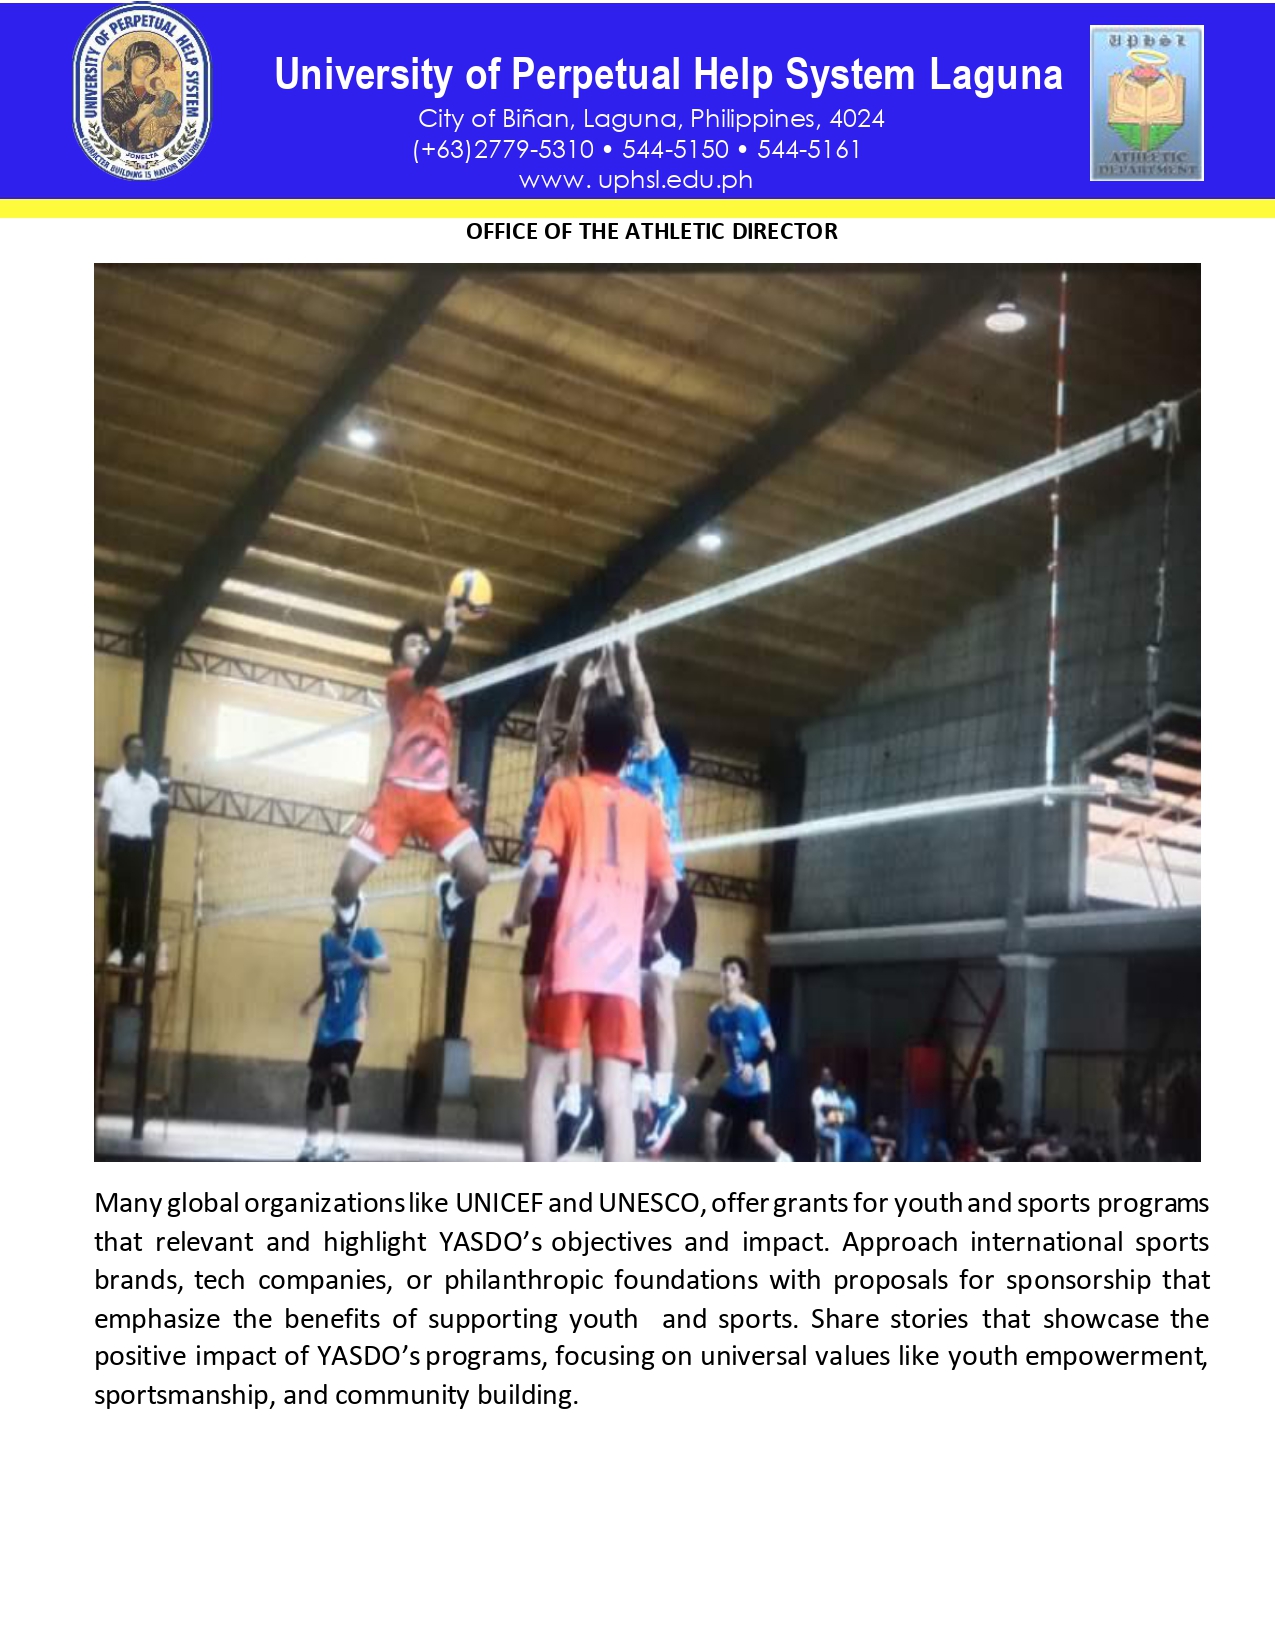 UNIVERSITY OF PERPETUAL HELP SYSTEM
JONELTA
CHARACTER BUILDING IS NATION BUILDING
University of Perpetual Help System Laguna
City of Biñan, Laguna, Philippines, 4024
(+63)2779-5310 • 544-5150 • 544-5161
www. uphsl.edu.ph
UPHSL
ATHLETIC
DEPARTMENT
OFFICE OF THE ATHLETIC DIRECTOR
1
Many global organizations like UNICEF and UNESCO, offer grants for youth and sports programs
that relevant and highlight YASDO’s objectives and impact. Approach international sports
brands, tech companies, or philanthropic foundations with proposals for sponsorship that
emphasize the benefits of supporting youth and sports. Share stories that showcase the
positive impact of YASDO’s programs, focusing on universal values like youth empowerment,
sportsmanship, and community building.